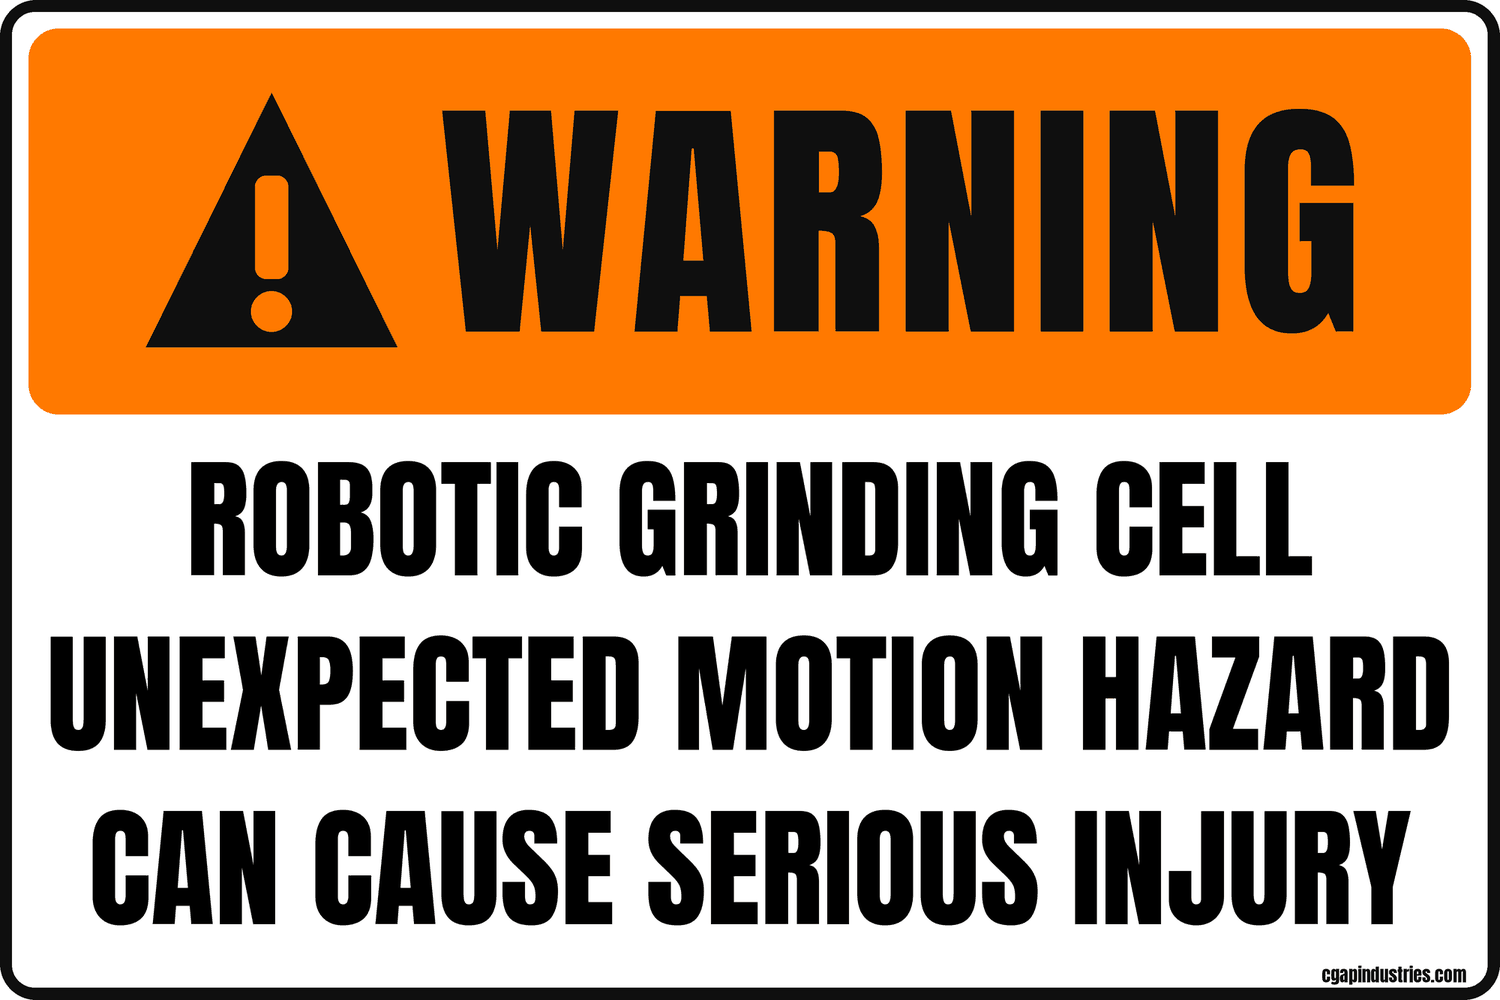 WARNING
ROBOTIC GRINDING CELL
UNEXPECTED MOTION HAZARD
CAN CAUSE SERIOUS INJURY
cgapindustries.com